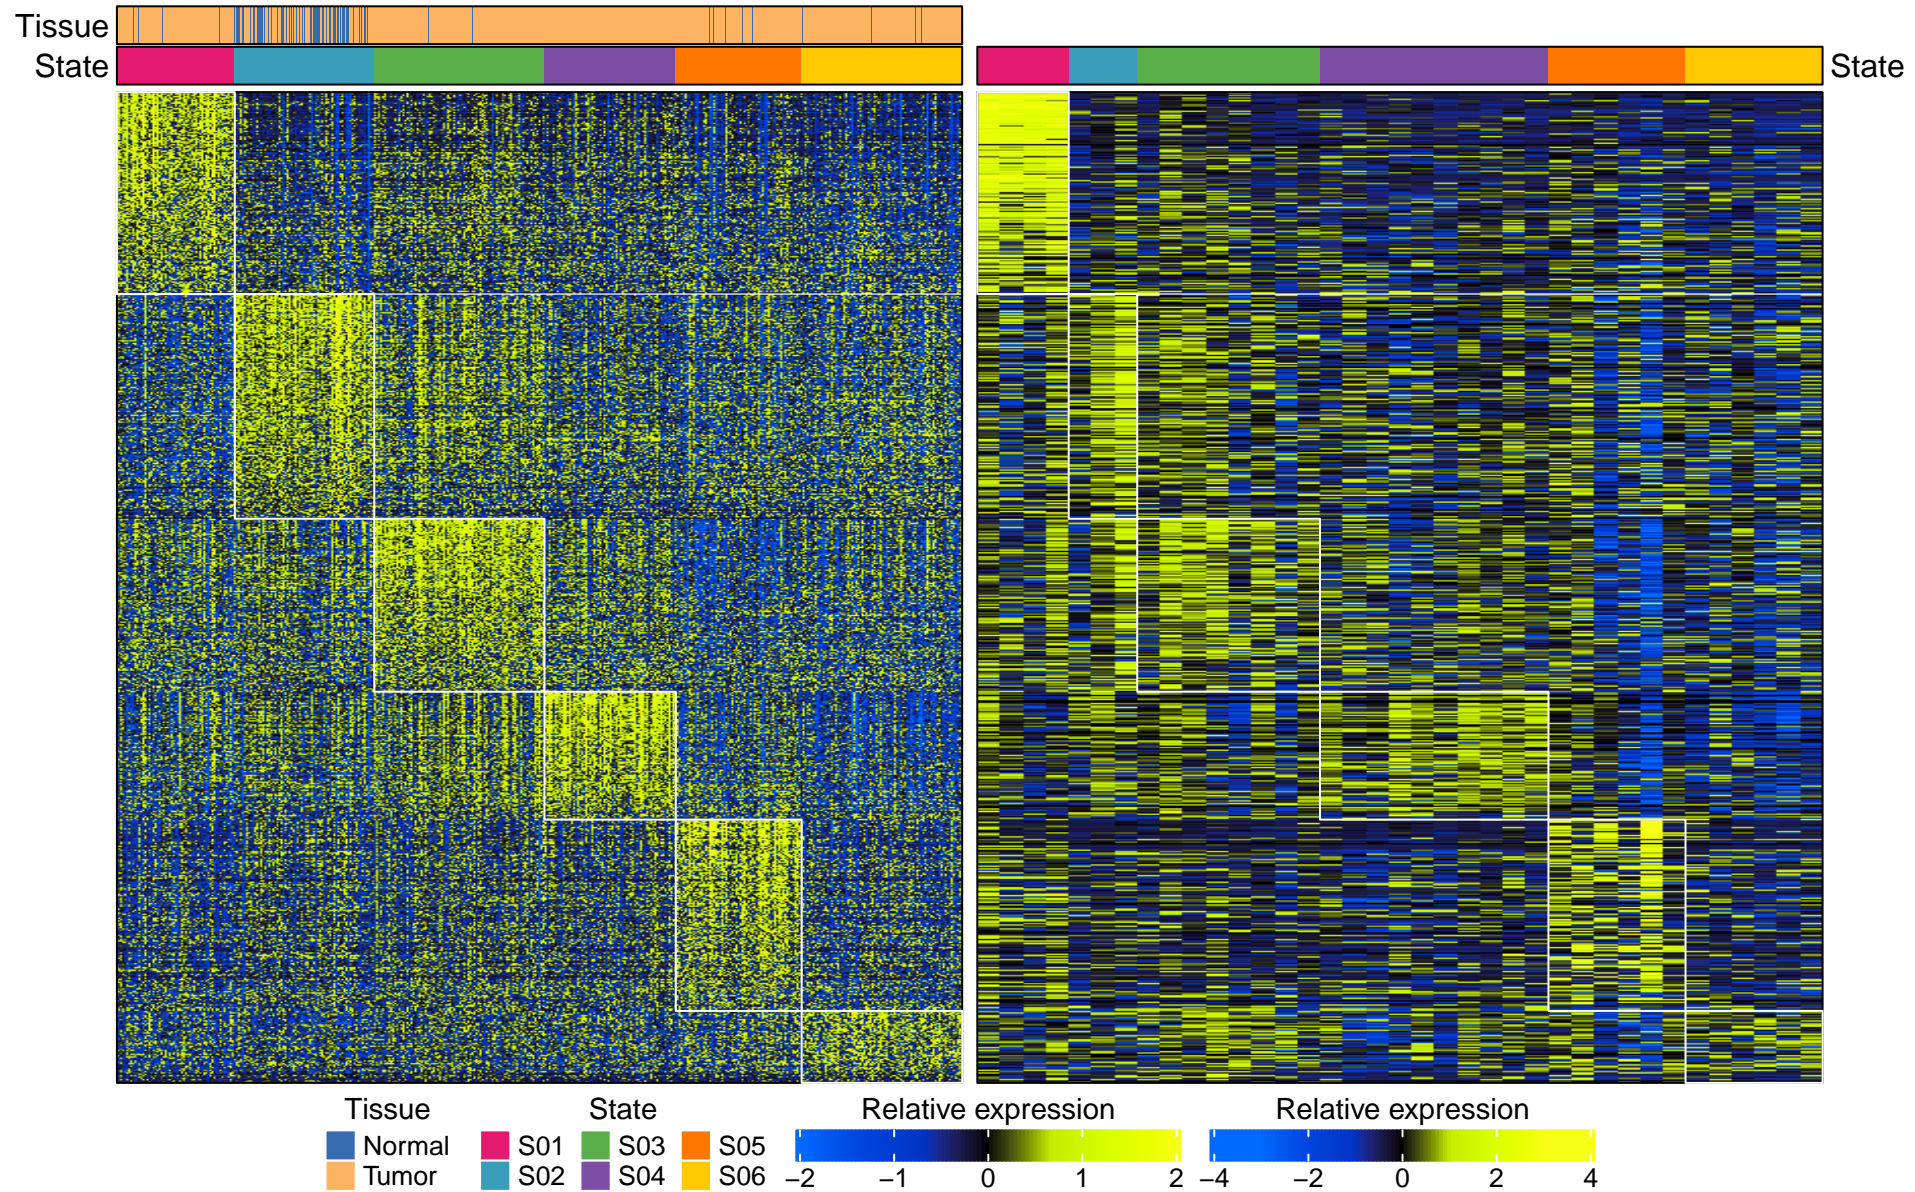 Tissue
State
State
Tissue
State
Relative expression
Relative expression
Normal
S01
S03
S05
Tumor
S02
S04
S06
−2
−1
0
1
2
−4
−2
0
2
4